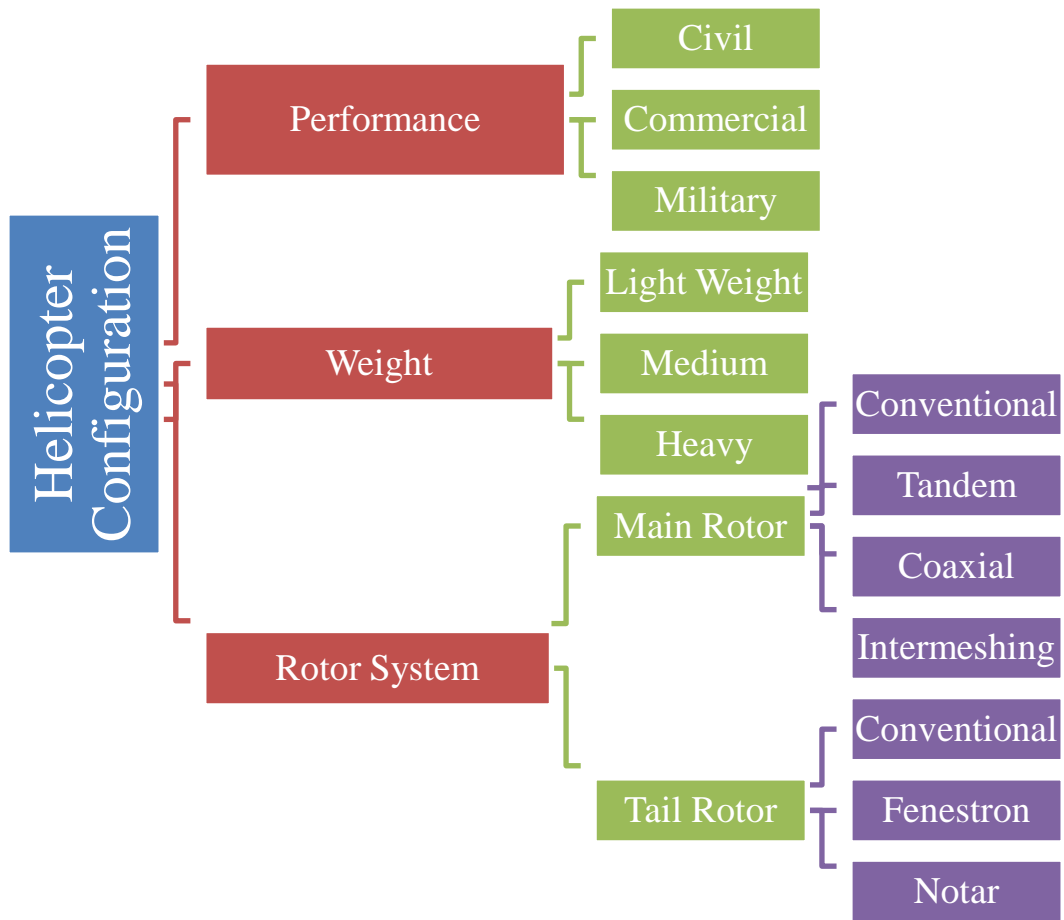 Helicopter
Configuration
Performance
Civil
Commercial
Military
Weight
Light Weight
Medium
Heavy
Rotor System
Main Rotor
Conventional
Tandem
Coaxial
Intermeshing
Tail Rotor
Conventional
Fenestron
Notar